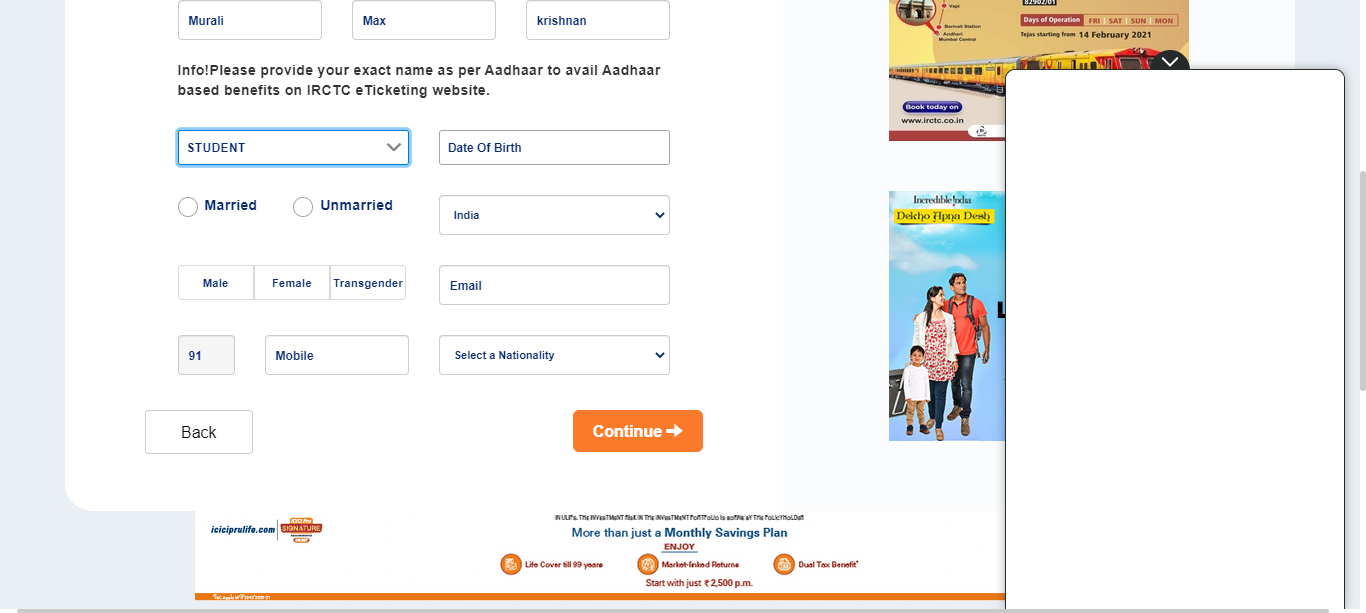 Murali
Max
krishnan
Info!Please provide your exact name as per Aadhaar to avail Aadhaar
based benefits on IRCTC eTicketing website.
STUDENT
Date Of Birth
Married
Unmarried
India
Male
Female
Transgender
Email
91
Mobile
Select a Nationality
Back
Continue
Vapi
Borivali Station
Andheri
Mumbai Central
82902/01
Days of Operation FRI | SAT | SUN | MON
Tejas starting from 14 February 2021
Book today on
www.irctc.co.in
Incredible India
Dekho Apna Desh
L
iciciprulife.com
ICICI Pru
SIGNATURE
IN ULIPs, THE INVESTMENT RISK IN THE INVESTMENT PORTFOLIO IS BORNE BY THE POLICYHOLDER
More than just a Monthly Savings Plan
ENJOY
Life Cover till 99 years
Market-linked Returns
Dual Tax Benefit*
Start with just ₹ 2,500 p.m.